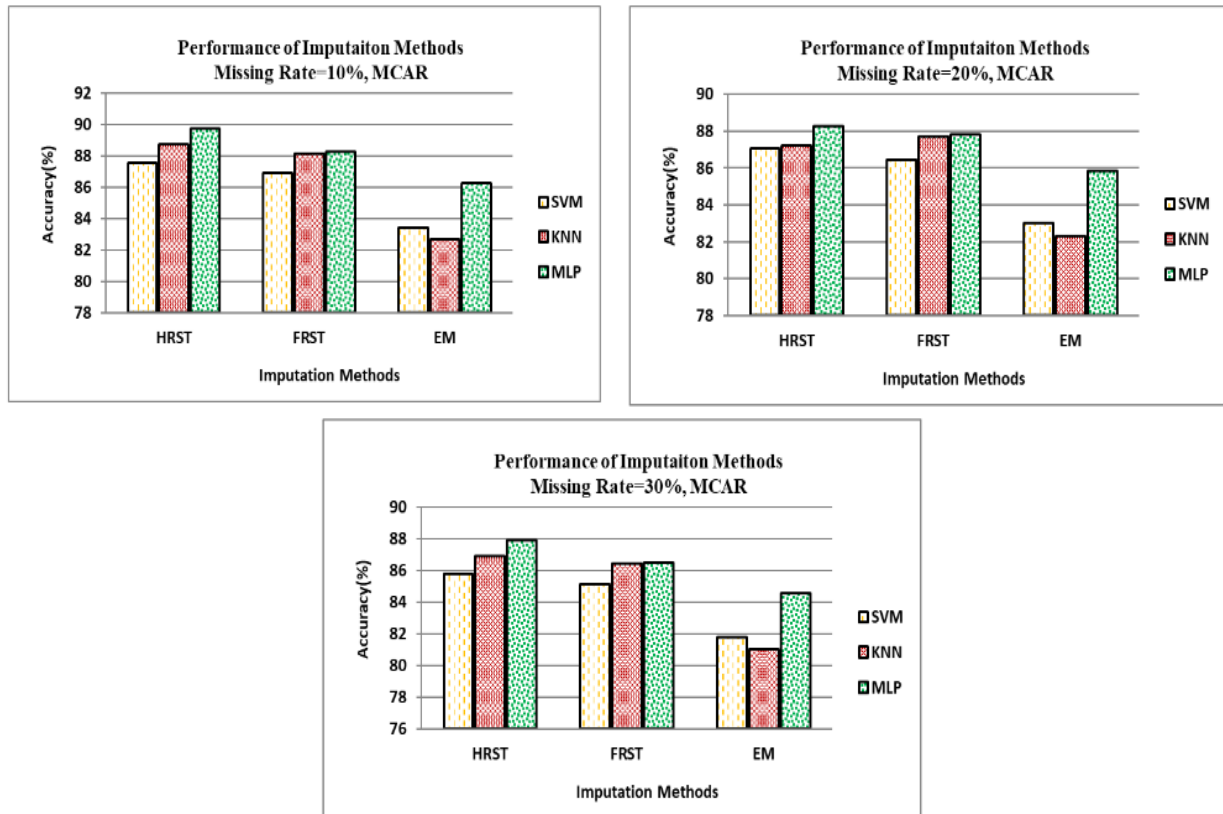 Performance of Imputaiton Methods
Missing Rate=10%, MCAR
92
90
88
86
84
82
80
78
Accuracy(%)
HRST FRST EM
Imputation Methods
SVM
KNN
MLP
Performance of Imputaiton Methods
Missing Rate=20%, MCAR
90
88
86
84
82
80
78
Accuracy(%)
HRST FRST EM
Imputation Methods
SVM
KNN
MLP
Performance of Imputaiton Methods
Missing Rate=30%, MCAR
90
88
86
84
82
80
78
76
Accuracy(%)
HRST FRST EM
Imputation Methods
SVM
KNN
MLP